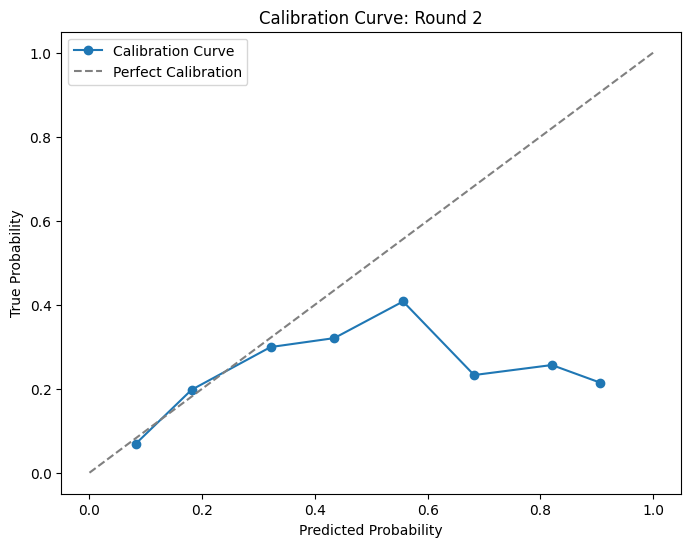 Calibration Curve: Round 2
Calibration Curve
Perfect Calibration
True Probability
1.0
0.8
0.6
0.4
0.2
0.0
0.0 0.2 0.4 0.6 0.8 1.0
Predicted Probability